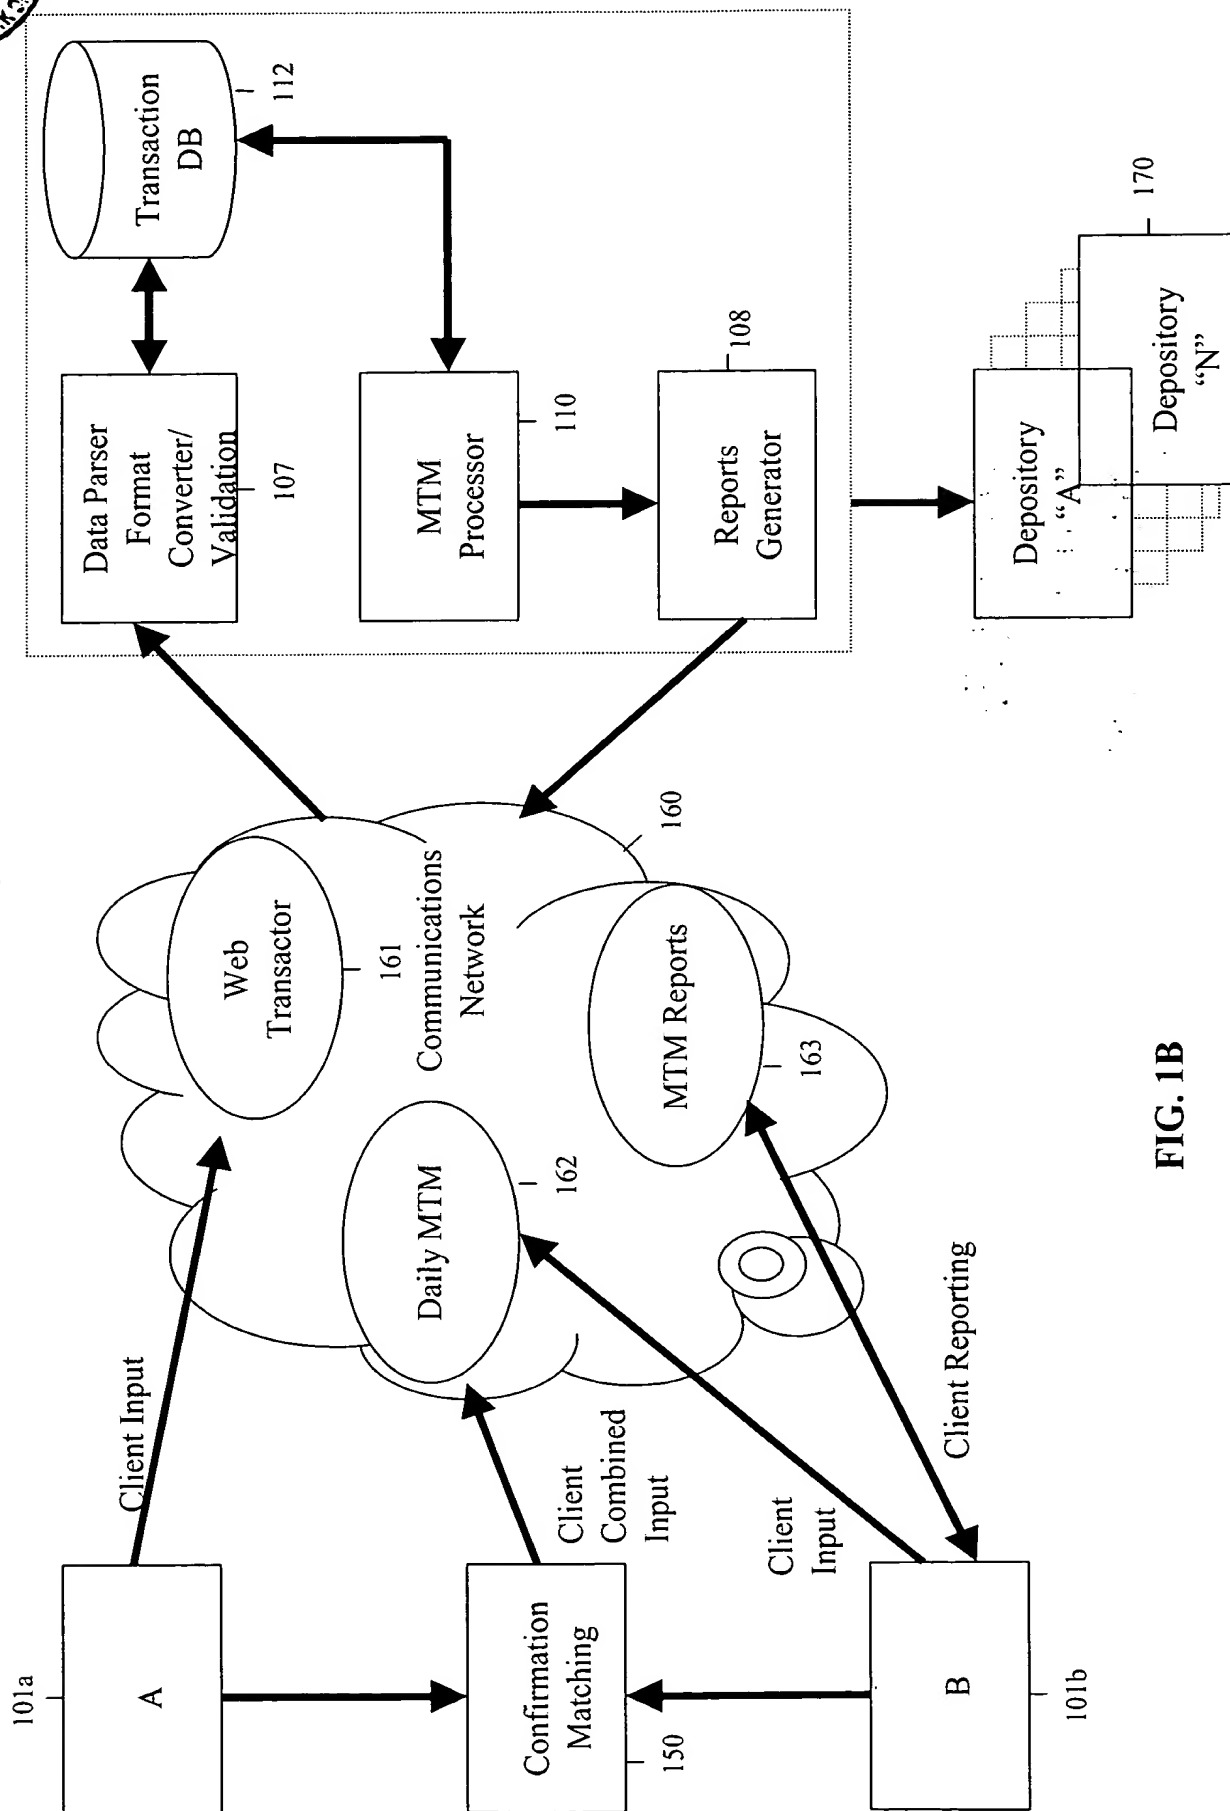 101a
A
Client Input
Confirmation
Matching
150
Client
Combined
Input
B
101b
Client
Input
Client Reporting
Web
Transactor
161
Daily MTM
162
Communications
Network
160
MTM Reports
163
Data Parser
Format
Converter/
Validation
107
Transaction
DB
112
MTM
Processor
110
Reports
Generator
108
Depository
“A”
Depository
“N”
170
FIG. 1B